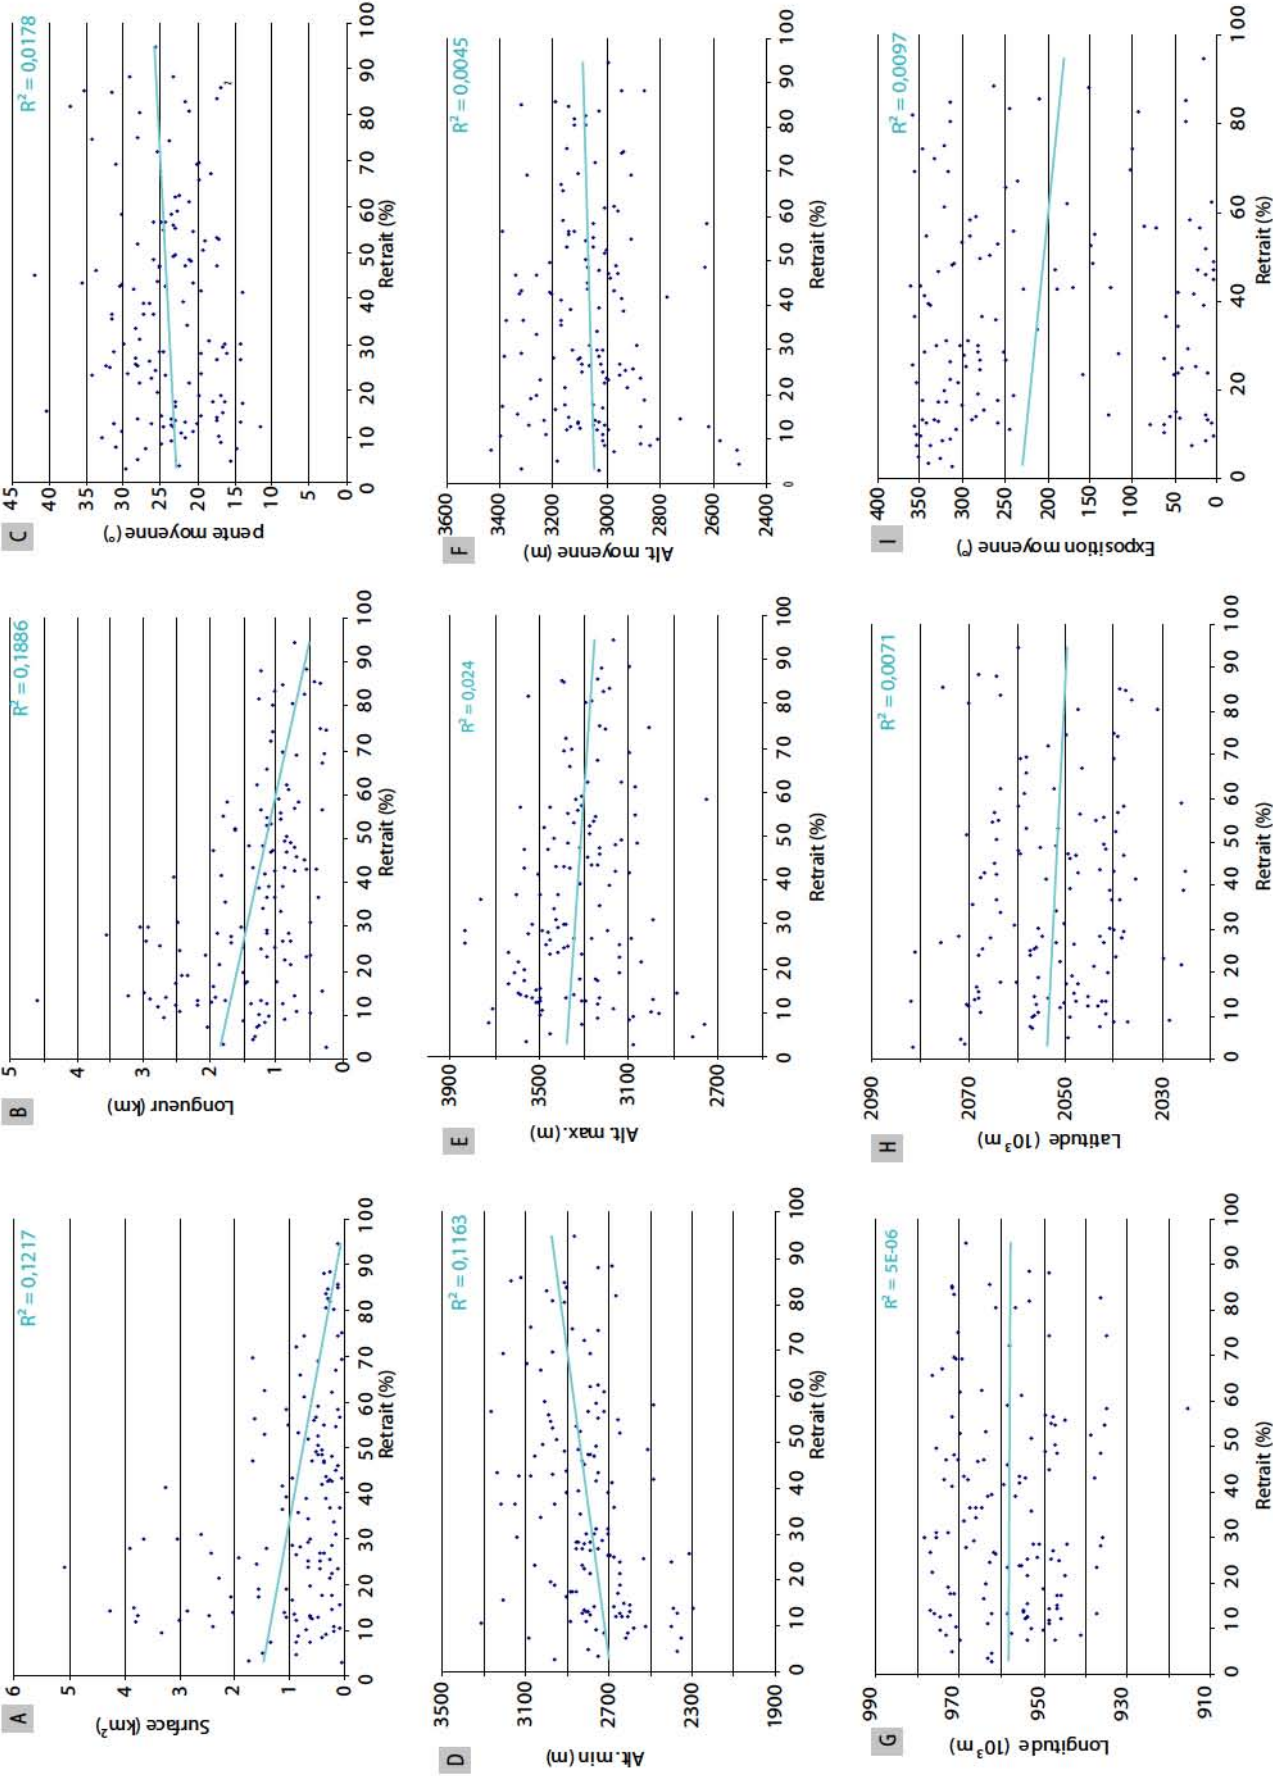 A
Surface (km²)
R² = 0,1217
6
5
4
3
2
1
0
0 10 20 30 40 50 60 70 80 90 100
Retrait (%)
B
Longueur (km)
R² = 0,1886
5
4
3
2
1
0
0 10 20 30 40 50 60 70 80 90 100
Retrait (%)
C
pente moyenne (°)
R² = 0,0178
45
40
35
30
25
20
15
10
5
0
0 10 20 30 40 50 60 70 80 90 100
Retrait (%)
D
Alt. min (m)
R² = 0,1163
3500
3100
2700
2300
1900
0 10 20 30 40 50 60 70 80 90 100
Retrait (%)
E
Alt. max. (m)
R² = 0,024
3900
3500
3100
2700
0 10 20 30 40 50 60 70 80 90 100
Retrait (%)
F
Alt. moyenne (m)
R² = 0,0045
3600
3400
3200
3000
2800
2600
2400
0 10 20 30 40 50 60 70 80 90 100
Retrait (%)
G
Longitude (10³ m)
R² = 5E-06
990
970
950
930
910
0 10 20 30 40 50 60 70 80 90 100
Retrait (%)
H
Latitude (10³ m)
R² = 0,0071
2090
2070
2050
2030
0 10 20 30 40 50 60 70 80 90 100
Retrait (%)
I
Exposition moyenne (°)
R² = 0,0097
400
350
300
250
200
150
100
50
0
0 20 40 60 80 100
Retrait (%)